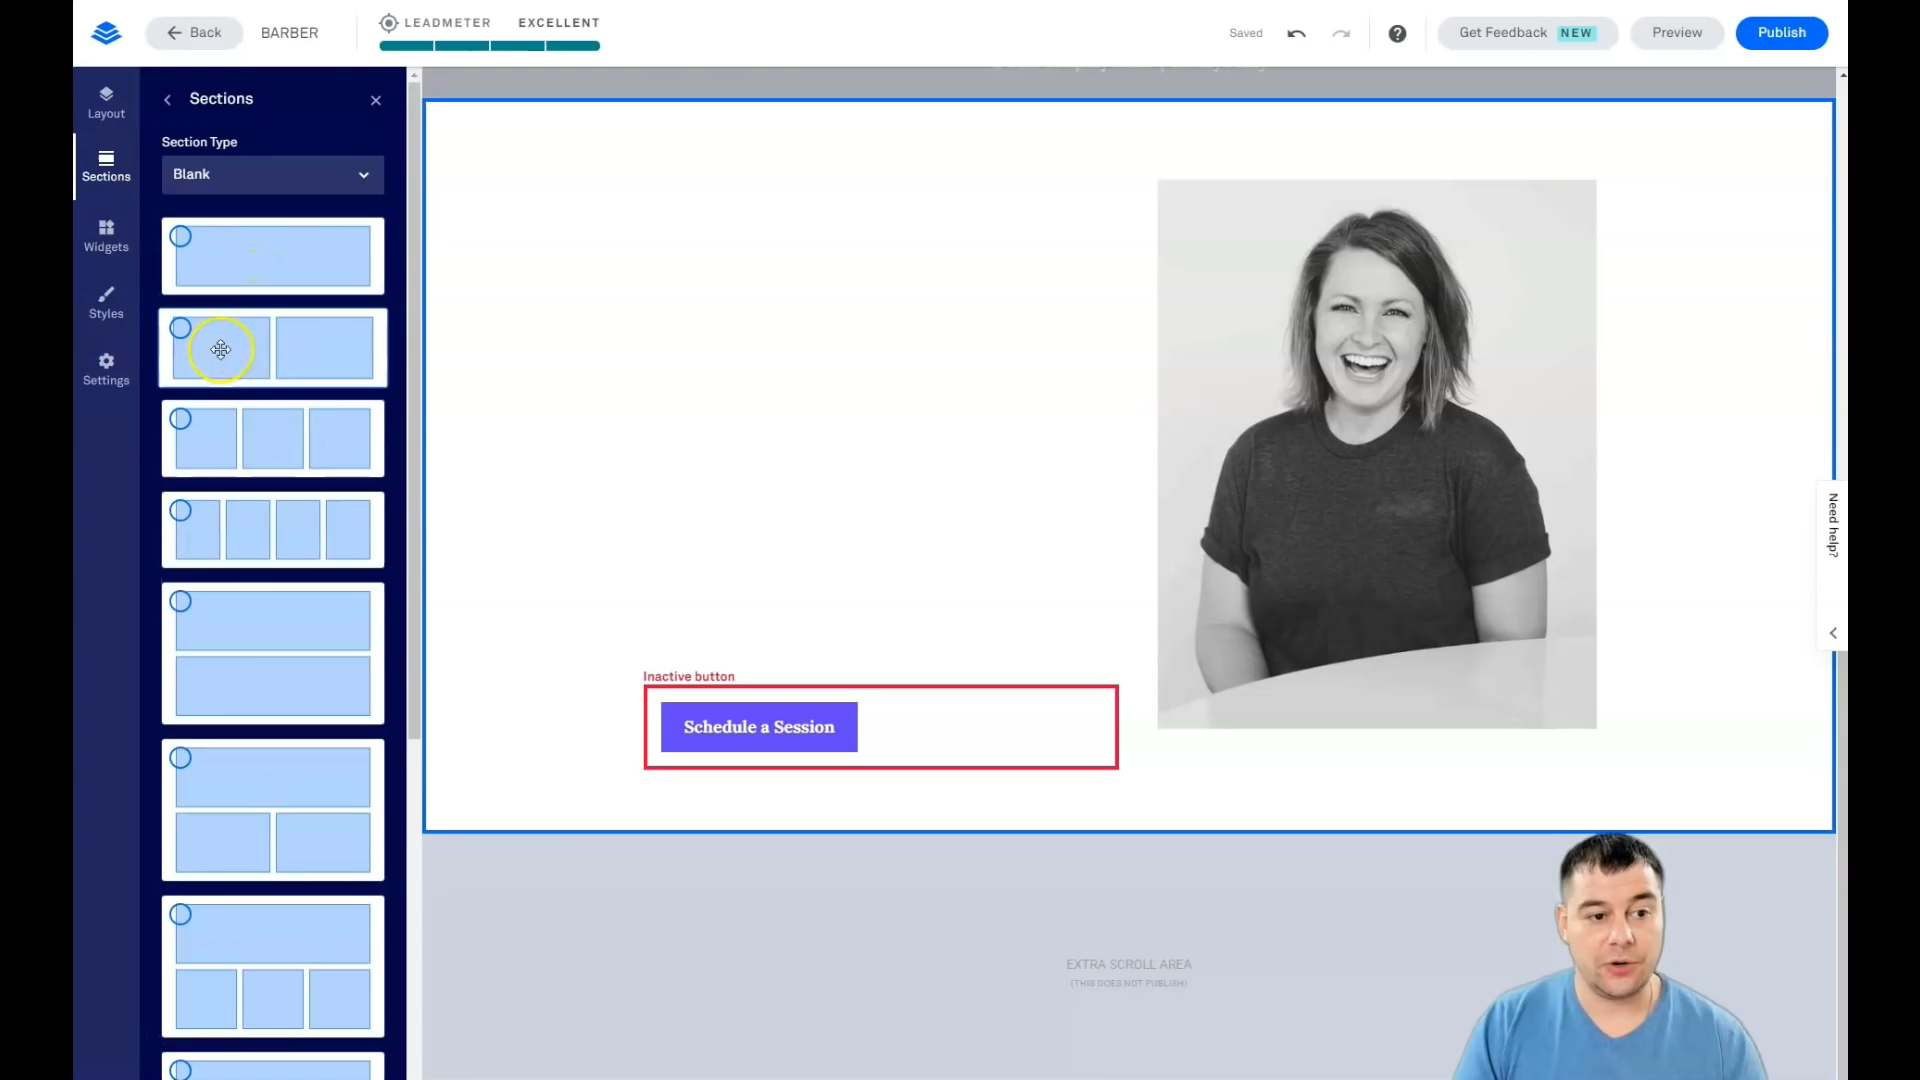 Back
BARBER
LEADMETER
EXCELLENT
Saved
Get Feedback NEW
Preview
Publish
Layout
Sections
Widgets
Styles
Settings
Sections
Section Type
Blank
Inactive button
Schedule a Session
Need help?
EXTRA SCROLL AREA
(THIS DOES NOT PUBLISH)